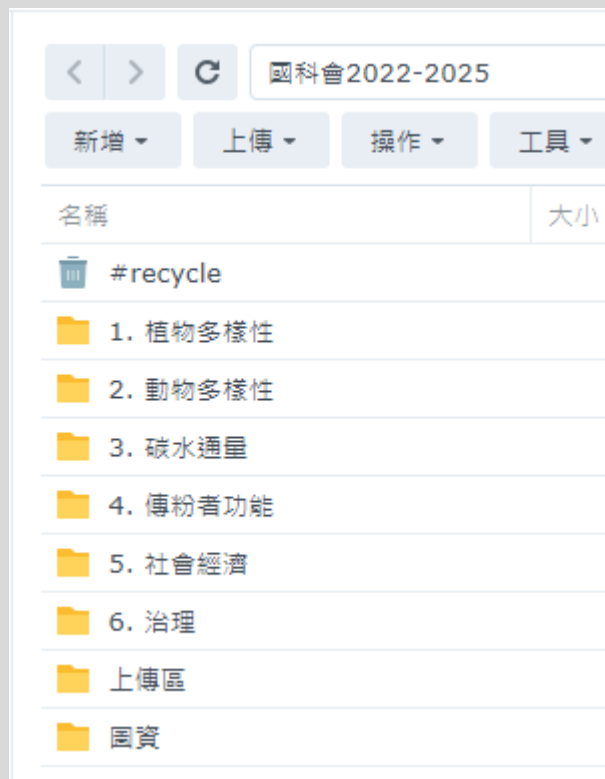 國科會2022-2025
新增 上傳 操作 工具
名稱 大小
#recycle
1. 植物多樣性
2. 動物多樣性
3. 碳水通量
4. 傳粉者功能
5. 社會經濟
6. 治理
上傳區
圖資